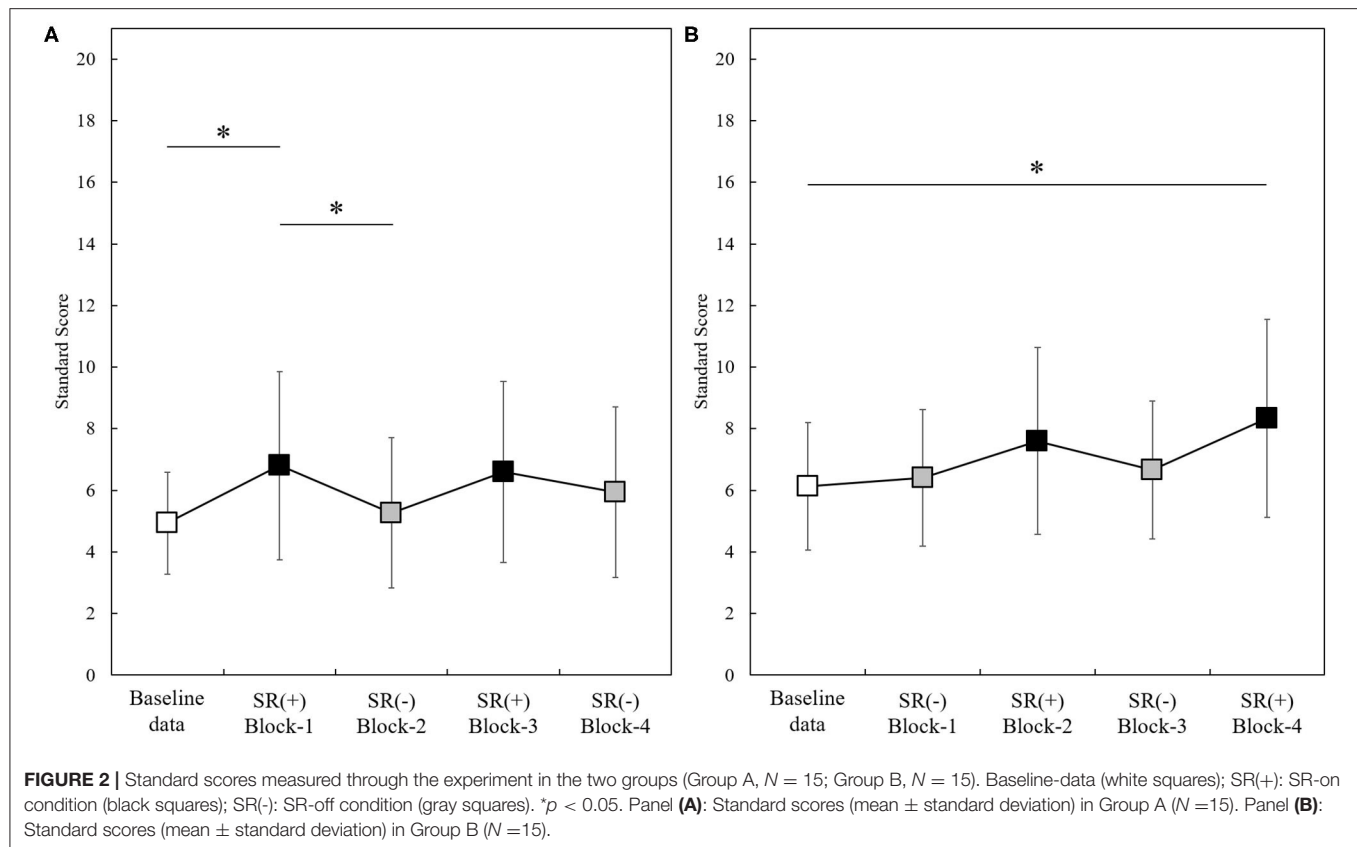 A
20
18
16
14
12
10
8
6
4
2
0
Standard Score
*
*
Baseline
data
SR(+)
Block-1
SR(-)
Block-2
SR(+)
Block-3
SR(-)
Block-4
B
20
18
16
14
12
10
8
6
4
2
0
Standard Score
*
Baseline
data
SR(-)
Block-1
SR(+)
Block-2
SR(-)
Block-3
SR(+)
Block-4
FIGURE 2 | Standard scores measured through the experiment in the two groups (Group A, N = 15; Group B, N = 15). Baseline-data (white squares); SR(+): SR-on
condition (black squares); SR(-): SR-off condition (gray squares). *p < 0.05. Panel (A): Standard scores (mean ± standard deviation) in Group A (N =15). Panel (B):
Standard scores (mean ± standard deviation) in Group B (N =15).